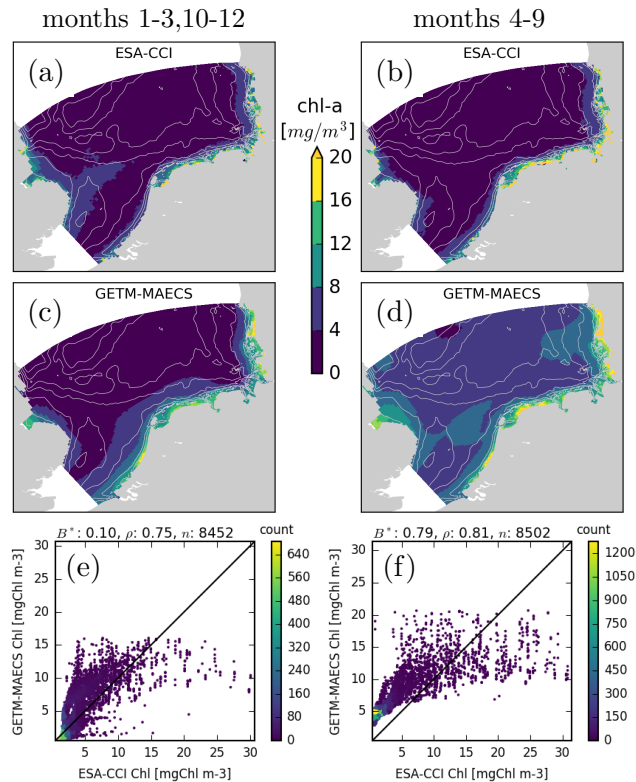 months 1-3,10-12
months 4-9
ESA-CCI
ESA-CCI
(a)
(b)
chl-a
[mg/m³]
20
16
12
8
4
0
GETM-MAECS
GETM-MAECS
(c)
(d)
B*: 0.10, ρ: 0.75, n: 8452
count
B*: 0.79, ρ: 0.81, n: 8502
count
(e)
(f)
GETM-MAECS Chl [mgChl m-3]
30
25
20
15
10
5
5
10
15
20
25
30
ESA-CCI Chl [mgChl m-3]
640
560
480
400
320
240
160
80
0
GETM-MAECS Chl [mgChl m-3]
30
25
20
15
10
5
5
10
15
20
25
30
ESA-CCI Chl [mgChl m-3]
1200
1050
900
750
600
450
300
150
0